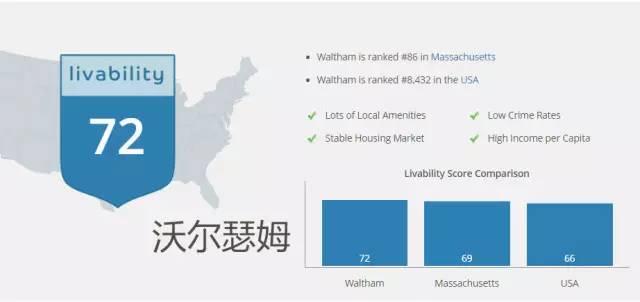 livability
72
沃尔瑟姆
Waltham is ranked #86 in Massachusetts
Waltham is ranked #8,432 in the USA
Lots of Local Amenities
Low Crime Rates
Stable Housing Market
High Income per Capita
Livability Score Comparison
72
69
66
Waltham
Massachusetts
USA